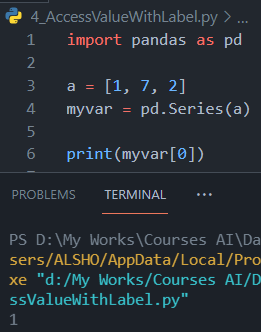 4_AccessValueWithLabel.py > ...
1 import pandas as pd
2
3 a = [1, 7, 2]
4 myvar = pd.Series(a)
5
6 print(myvar[0])
PROBLEMS TERMINAL ...
PS D:\My Works\Courses AI\Da
sers/ALSHO/AppData/Local/Pro
xe "d:/My Works/Courses AI/D
ssValueWithLabel.py"
1